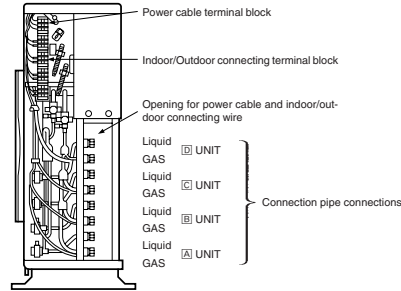 Power cable terminal block
Indoor/Outdoor connecting terminal block
Opening for power cable and indoor/out-
door connecting wire
Liquid
GAS
D UNIT
Liquid
GAS
C UNIT
Liquid
GAS
B UNIT
Liquid
GAS
A UNIT
Connection pipe connections